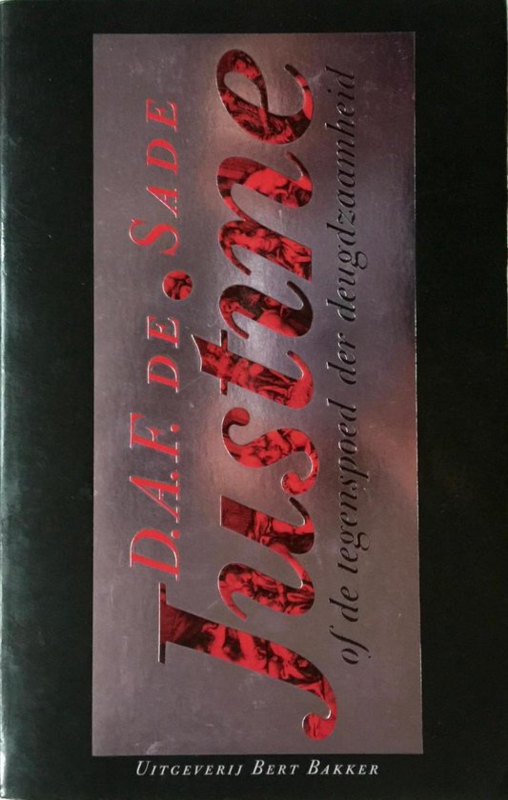 D.A.F. DE SADE
Justine
of de tegenspoed der deugdzaamheid
UITGEVERIJ BERT BAKKER